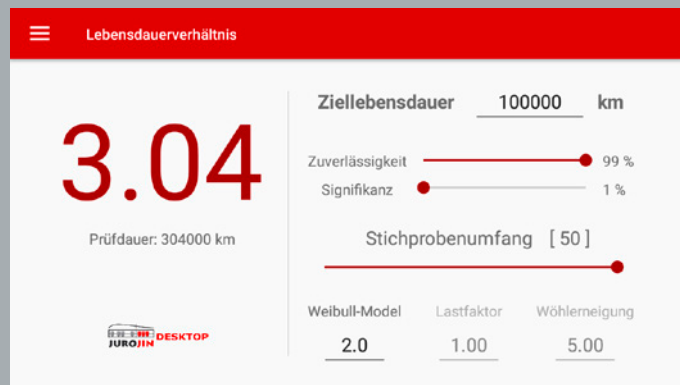 Lebensdauerverhältnis
3.04
Prüfdauer: 304000 km
JUROJIN DESKTOP
Ziellebensdauer 100000 km
Zuverlässigkeit 99 %
Signifikanz 1 %
Stichprobenumfang [ 50 ]
Weibull-Model Lastfaktor Wöhlerneigung
2.0 1.00 5.00